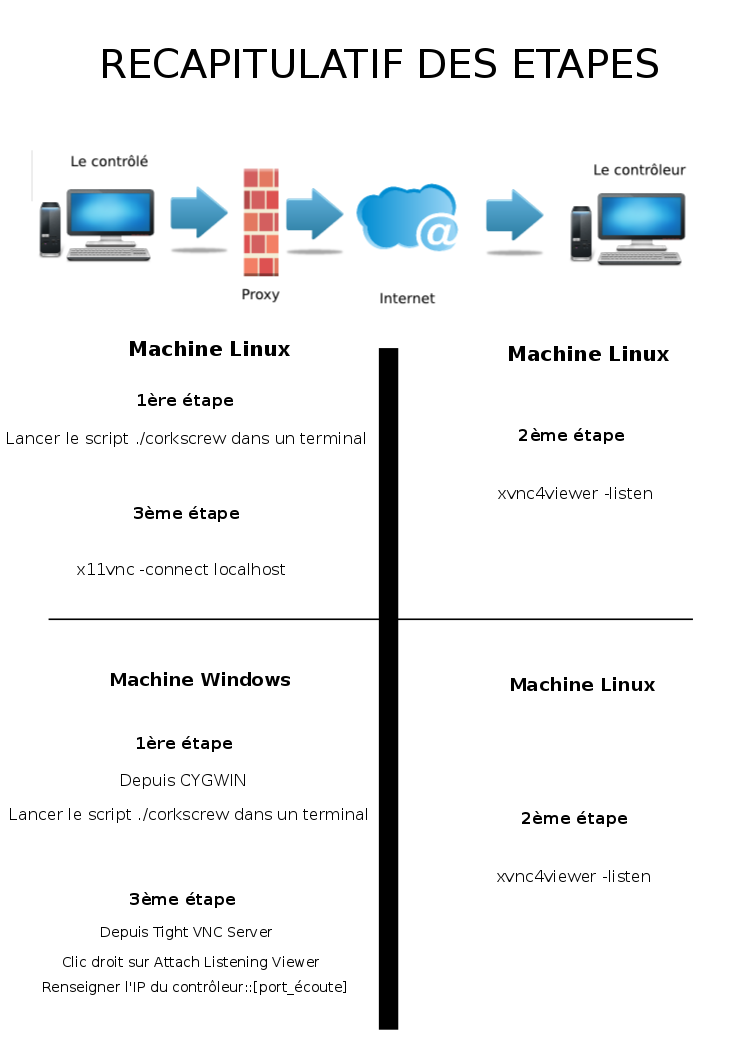 RECAPITULATIF DES ETAPES
Le contrôlé
Le contrôleur
@
Proxy
Internet
Machine Linux
1ère étape
Lancer le script ./corkscrew dans un terminal
3ème étape
x11vnc -connect localhost
Machine Linux
2ème étape
xvnc4viewer -listen
Machine Windows
1ère étape
Depuis CYGWIN
Lancer le script ./corkscrew dans un terminal
3ème étape
Depuis Tight VNC Server
Clic droit sur Attach Listening Viewer
Renseigner l'IP du contrôleur::[port_écoute]
Machine Linux
2ème étape
xvnc4viewer -listen